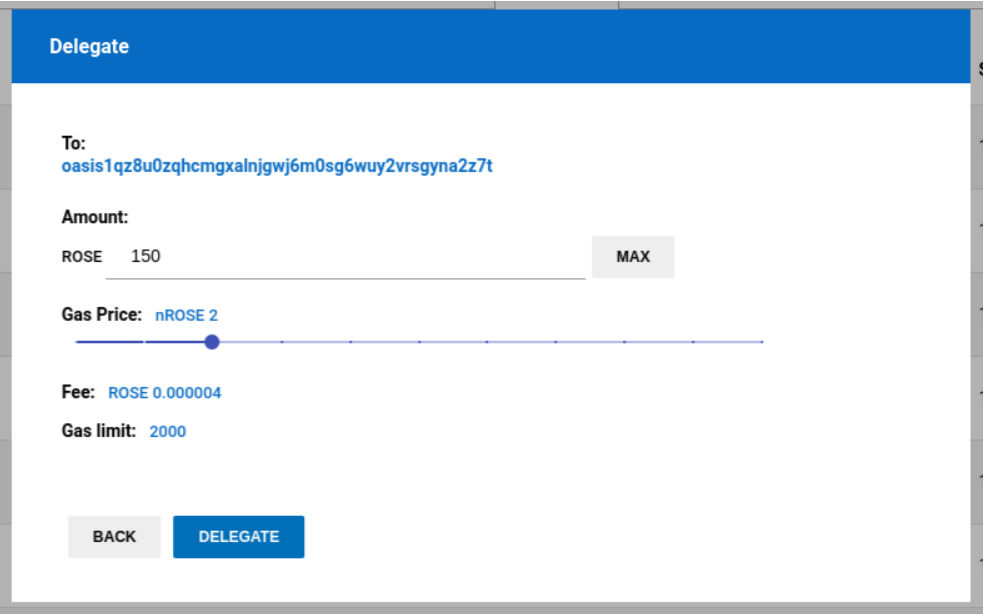 Delegate
To:
oasis1qz8u0zqhcmgxalnjgwj6m0sg6wuy2vrsgyna2z7t
Amount:
ROSE 150 MAX
Gas Price: nROSE 2
Fee: ROSE 0.000004
Gas limit: 2000
BACK DELEGATE